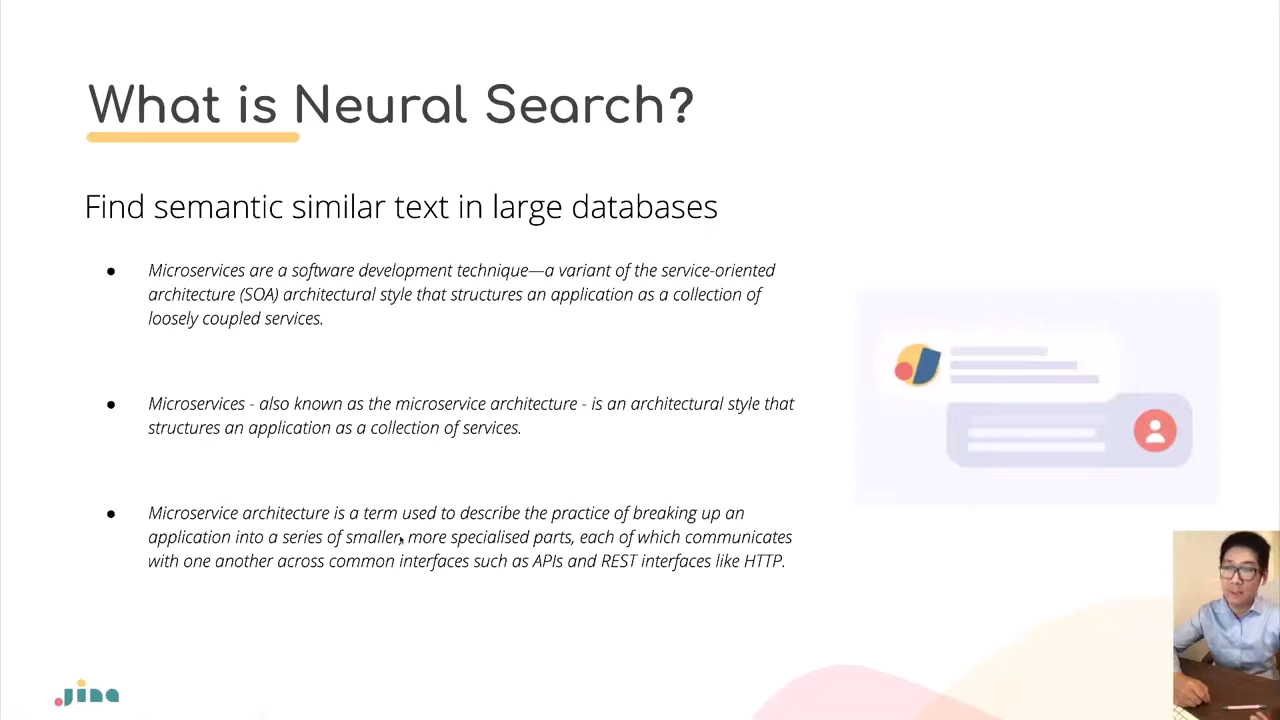 What is Neural Search?
Find semantic similar text in large databases
● Microservices are a software development technique—a variant of the service-oriented
architecture (SOA) architectural style that structures an application as a collection of
loosely coupled services.
● Microservices - also known as the microservice architecture - is an architectural style that
structures an application as a collection of services.
● Microservice architecture is a term used to describe the practice of breaking up an
application into a series of smaller, more specialised parts, each of which communicates
with one another across common interfaces such as APIs and REST interfaces like HTTP.
jina